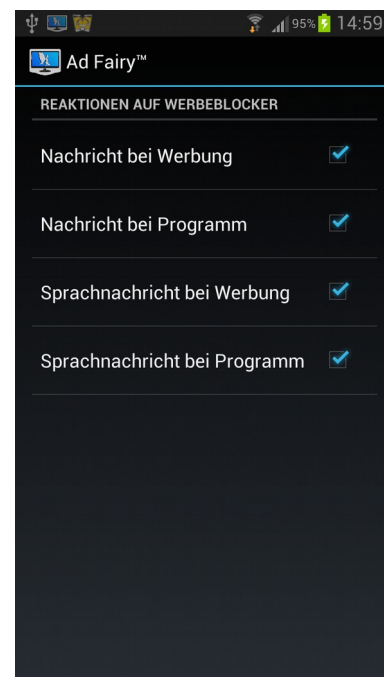 95% 14:59
Ad Fairy™
REAKTIONEN AUF WERBEBLOCKER
Nachricht bei Werbung
Nachricht bei Programm
Sprachnachricht bei Werbung
Sprachnachricht bei Programm